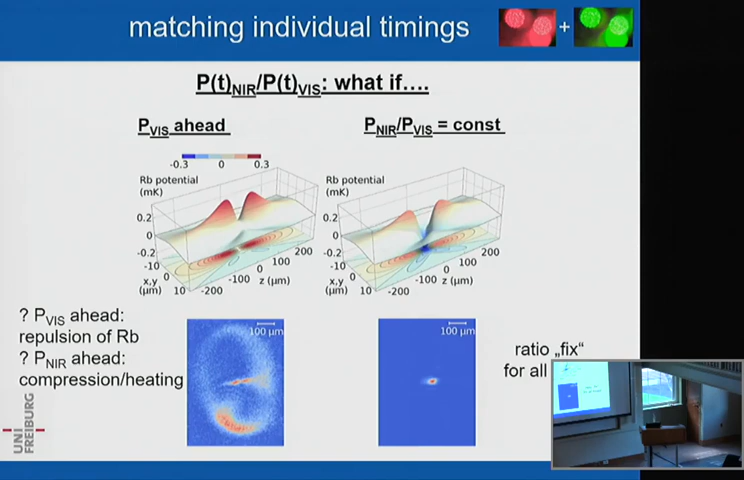 matching individual timings
+
P(t)NIR/P(t)VIS: what if....
PVIS ahead
PNIR/PVIS = const
-0.3 0 0.3
Rb potential
(mK)
0.2
0
-0.2
-10
0
10
x,y
(μm)
-200
-100
0
100
200
z (μm)
Rb potential
(mK)
0.2
0
-0.2
-10
0
10
x,y
(μm)
-200
-100
0
100
200
z (μm)
? PVIS ahead:
repulsion of Rb
? PNIR ahead:
compression/heating
100 μm
100 μm
ratio „fix“
for all
UNI
FREIBURG